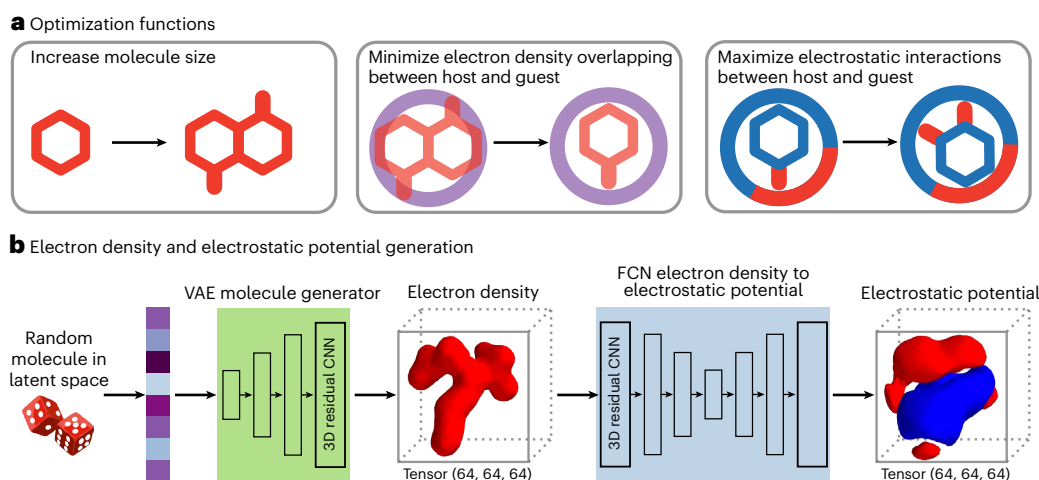 a Optimization functions
Increase molecule size
Minimize electron density overlapping
between host and guest
Maximize electrostatic interactions
between host and guest
b Electron density and electrostatic potential generation
Random
molecule in
latent space
VAE molecule generator
3D residual CNN
Electron density
Tensor (64, 64, 64)
FCN electron density to
electrostatic potential
3D residual CNN
Electrostatic potential
Tensor (64, 64, 64)